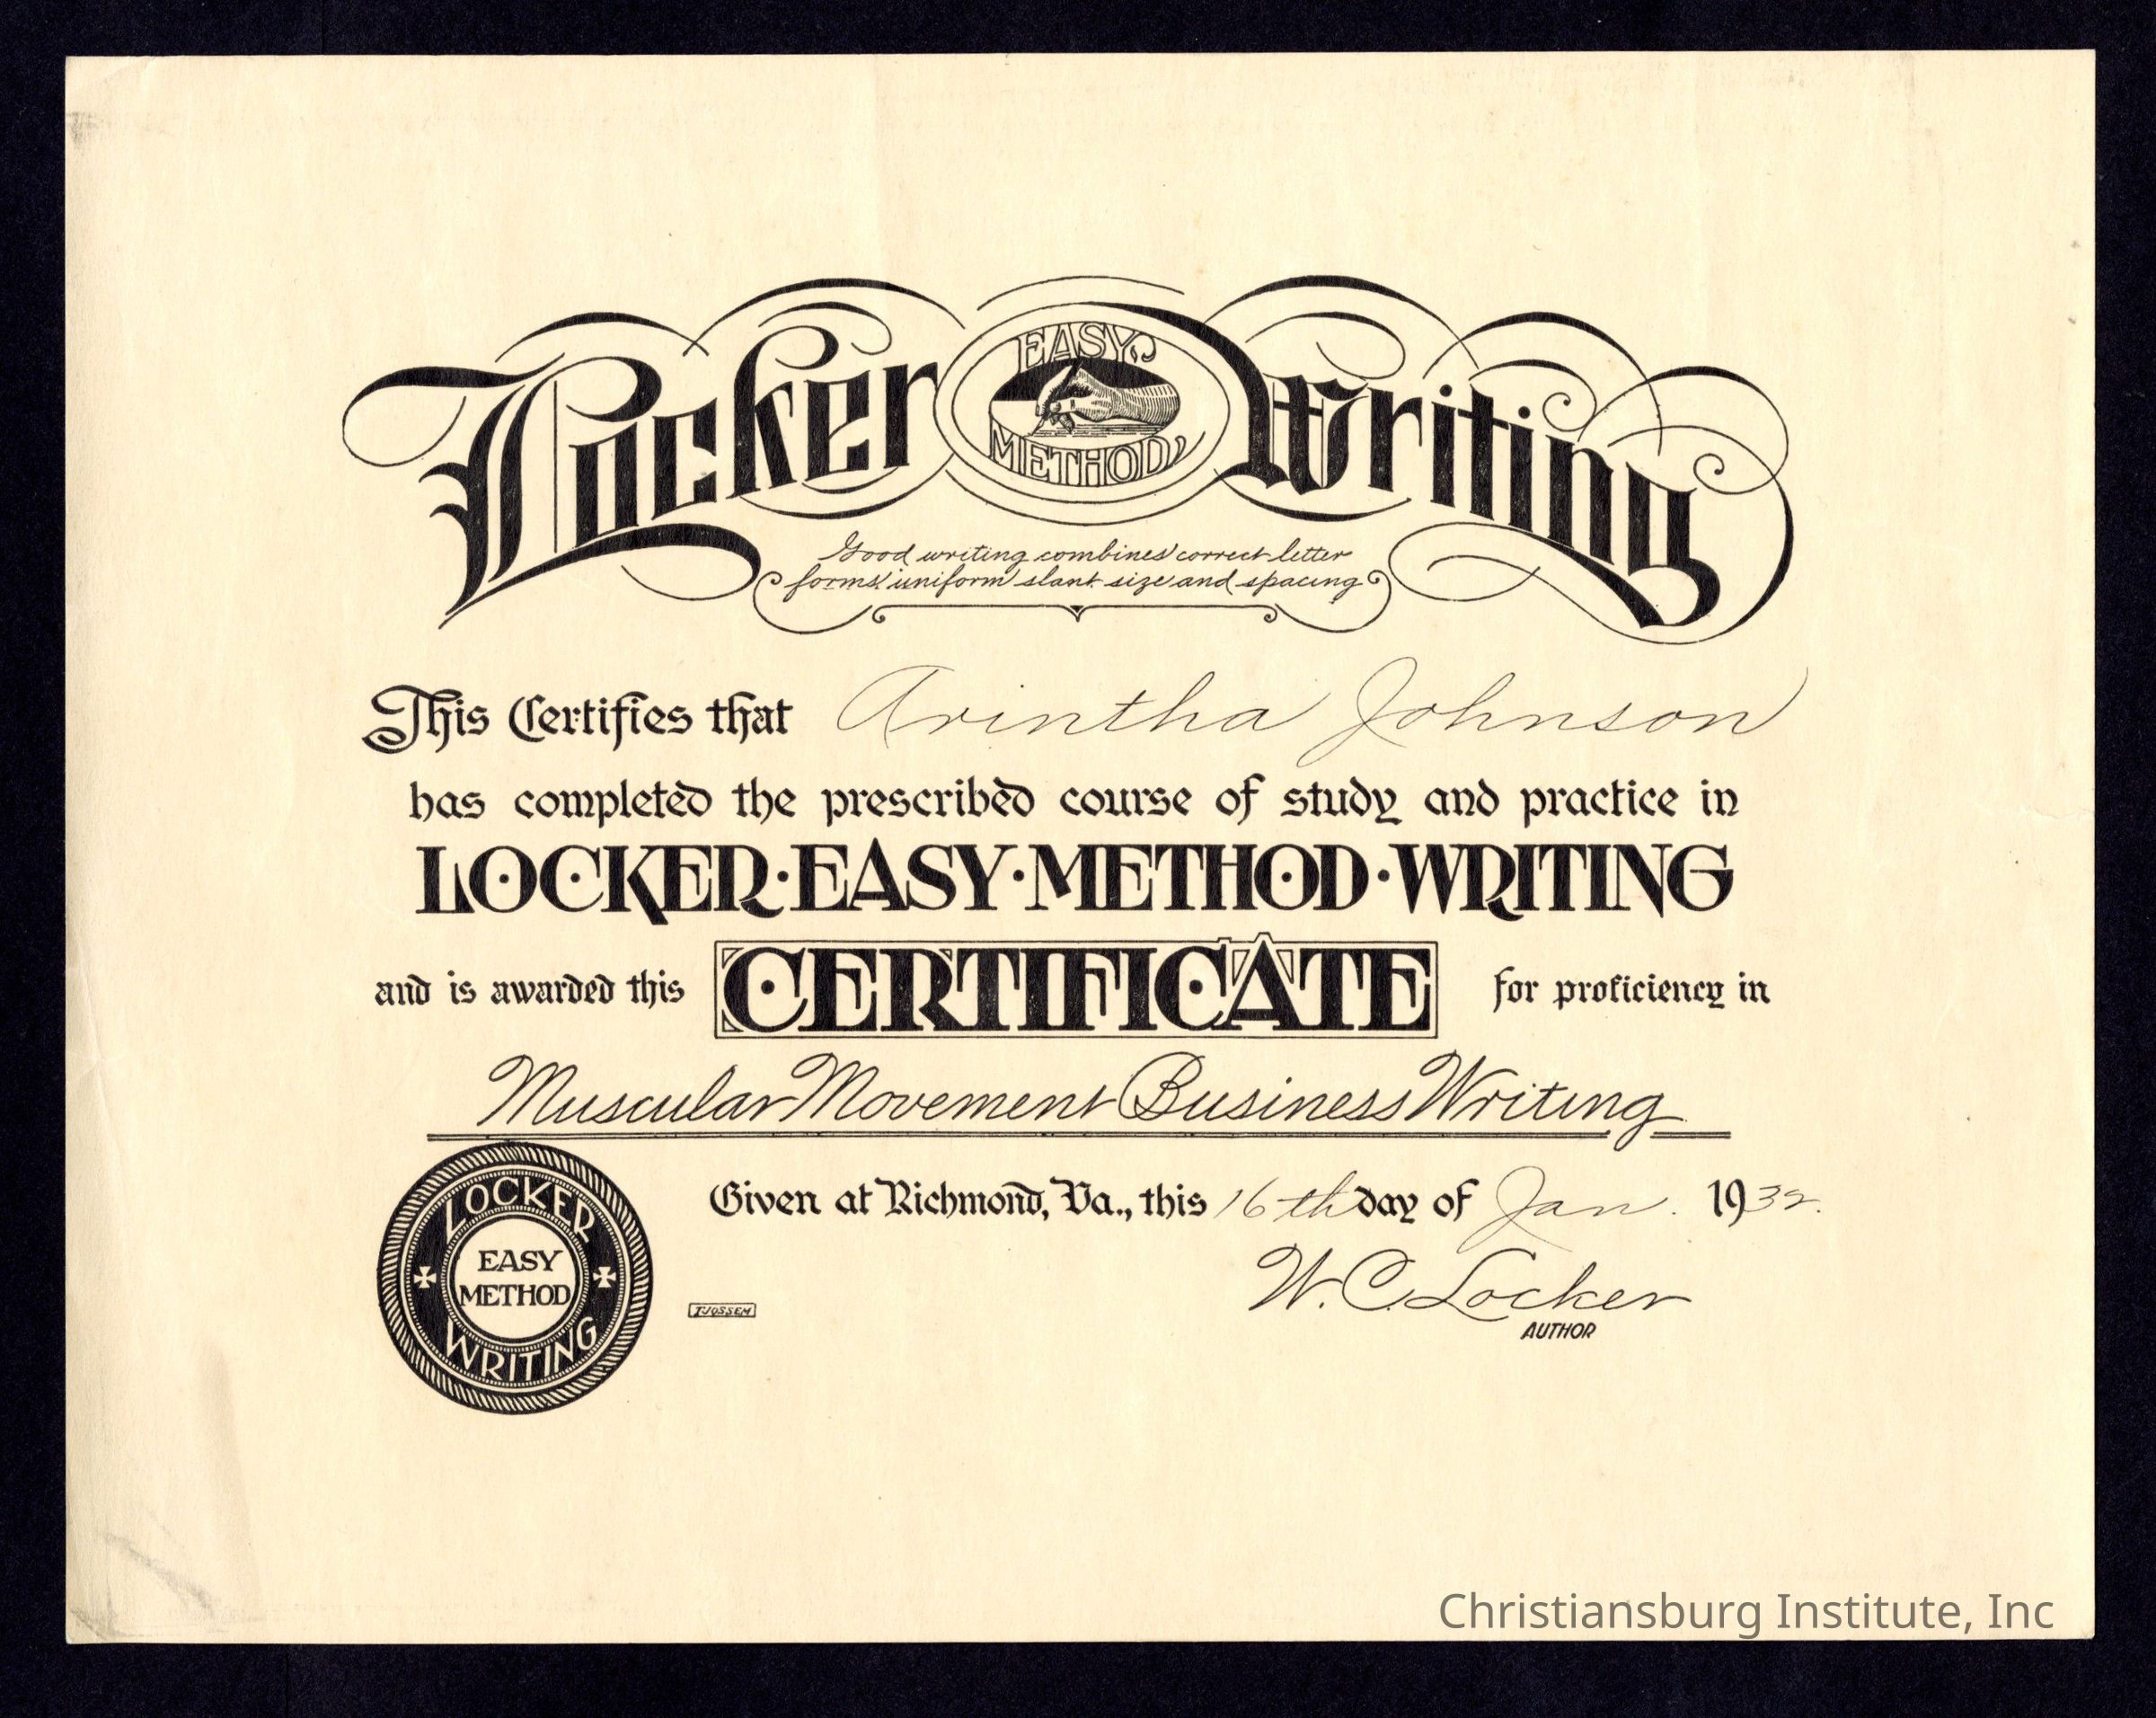 Locker EASY METHOD Writing
Good writing combines correct letter
forms uniform slant size and spacing
This Certifies that Arintha Johnson
has completed the prescribed course of study and practice in
LOCKER·EASY·METHOD·WRITING
and is awarded this CERTIFICATE for proficiency in
Muscular Movement Business Writing
Given at Richmond, Va., this 16th day of Jan. 1932.
W. C. Locker
AUTHOR
LOCKER
EASY
METHOD
WRITING
T.JOSSEM
Christiansburg Institute, Inc